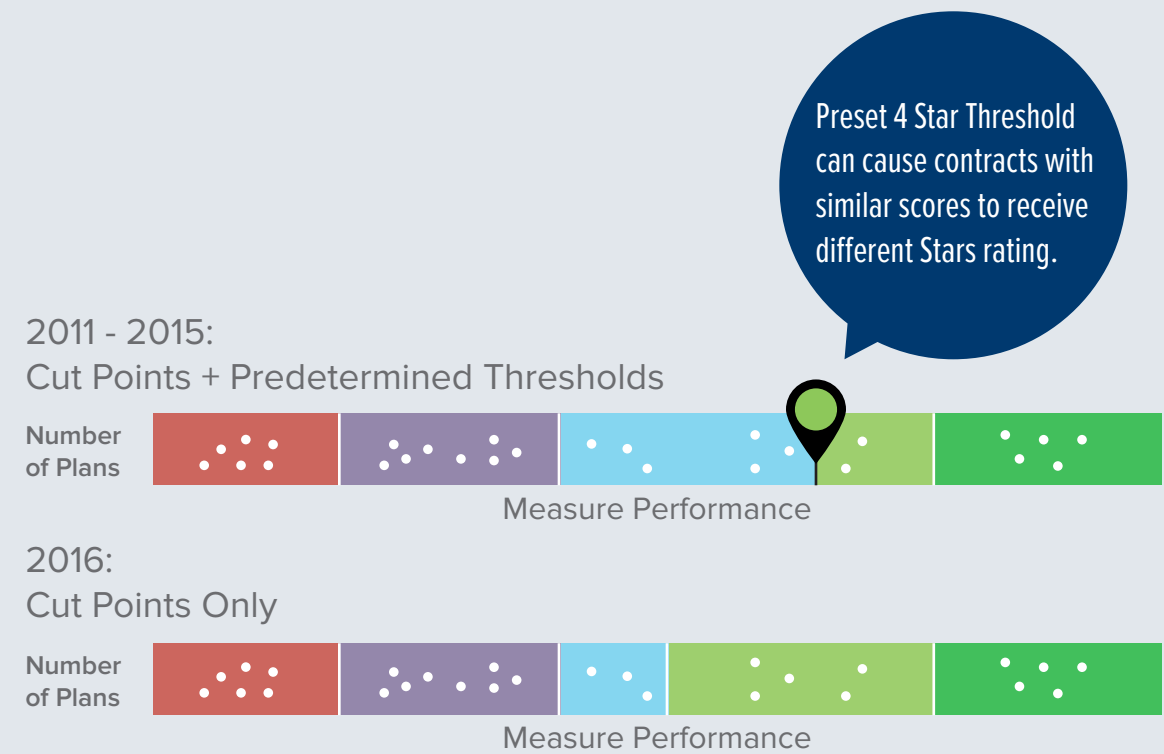 Preset 4 Star Threshold
can cause contracts with
similar scores to receive
different Stars rating.
2011 - 2015:
Cut Points + Predetermined Thresholds
Number
of Plans
Measure Performance
2016:
Cut Points Only
Number
of Plans
Measure Performance